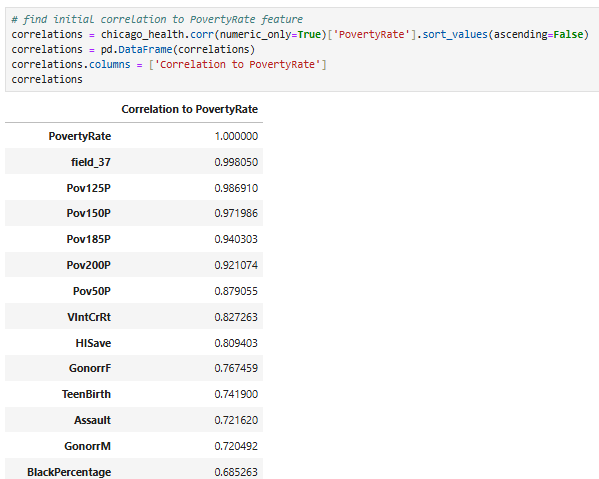 # find initial correlation to PovertyRate feature
correlations = chicago_health.corr(numeric_only=True)['PovertyRate'].sort_values(ascending=False)
correlations = pd.DataFrame(correlations)
correlations.columns = ['Correlation to PovertyRate']
correlations
Correlation to PovertyRate
PovertyRate 1.000000
field_37 0.998050
Pov125P 0.986910
Pov150P 0.971986
Pov185P 0.940303
Pov200P 0.921074
Pov50P 0.879055
VlntCrRt 0.827263
HISave 0.809403
GonorrF 0.767459
TeenBirth 0.741900
Assault 0.721620
GonorrM 0.720492
BlackPercentage 0.685263